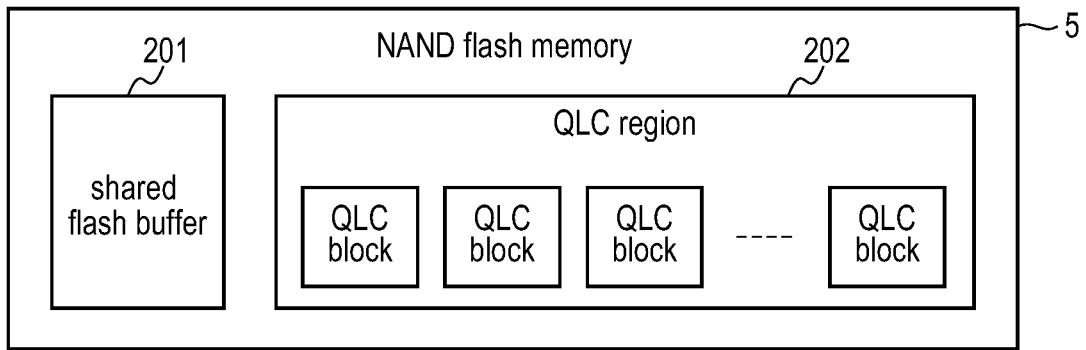 5
NAND flash memory
201
202
QLC region
shared
flash buffer
QLC
block
QLC
block
QLC
block
QLC
block